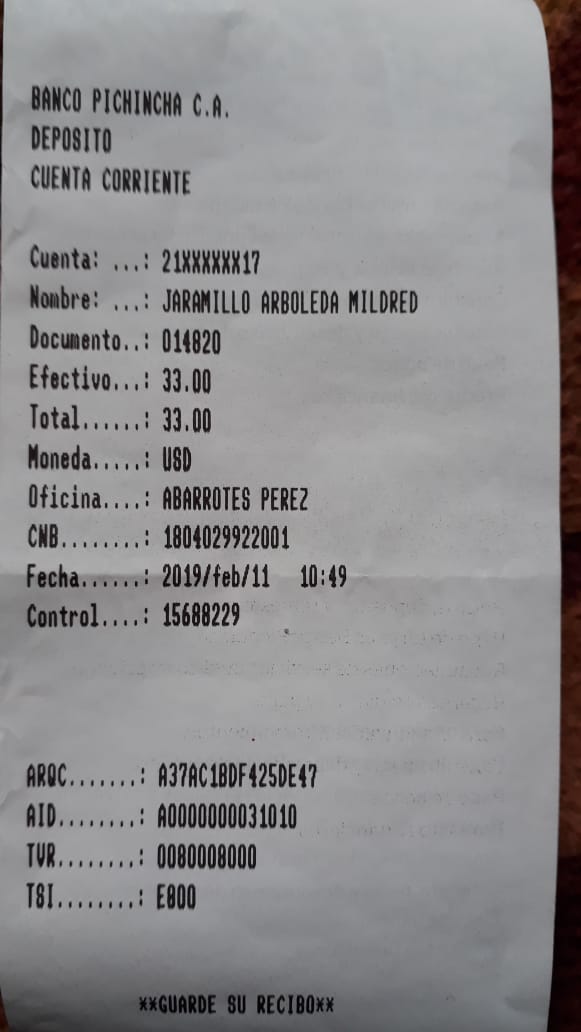 BANCO PICHINCHA C.A.
DEPOSITO
CUENTA CORRIENTE
Cuenta: ...: 21XXXXXX17
Nombre: ...: JARAMILLO ARBOLEDA MILDRED
Documento..: 014820
Efectivo...: 33.00
Total......: 33.00
Moneda.....: USD
Oficina....: ABARROTES PEREZ
CNB........: 1804029922001
Fecha......: 2019/feb/11 10:49
Control....: 15688229
ARQC.......: A37AC1BDF425DE47
AID........: A0000000031010
TVR........: 0080008000
TSI........: E800
**GUARDE SU RECIBO**